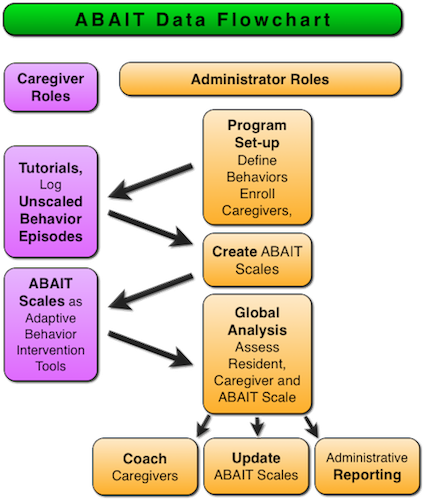 ABAIT Data Flowchart
Caregiver
Roles
Administrator Roles
Program
Set-up
Define
Behaviors
Enroll
Caregivers,
Tutorials,
Log
Unscaled
Behavior
Episodes
Create ABAIT
Scales
ABAIT
Scales as
Adaptive
Behavior
Intervention
Tools
Global
Analysis
Assess
Resident,
Caregiver and
ABAIT Scale
Coach
Caregivers
Update
ABAIT Scales
Administrative
Reporting